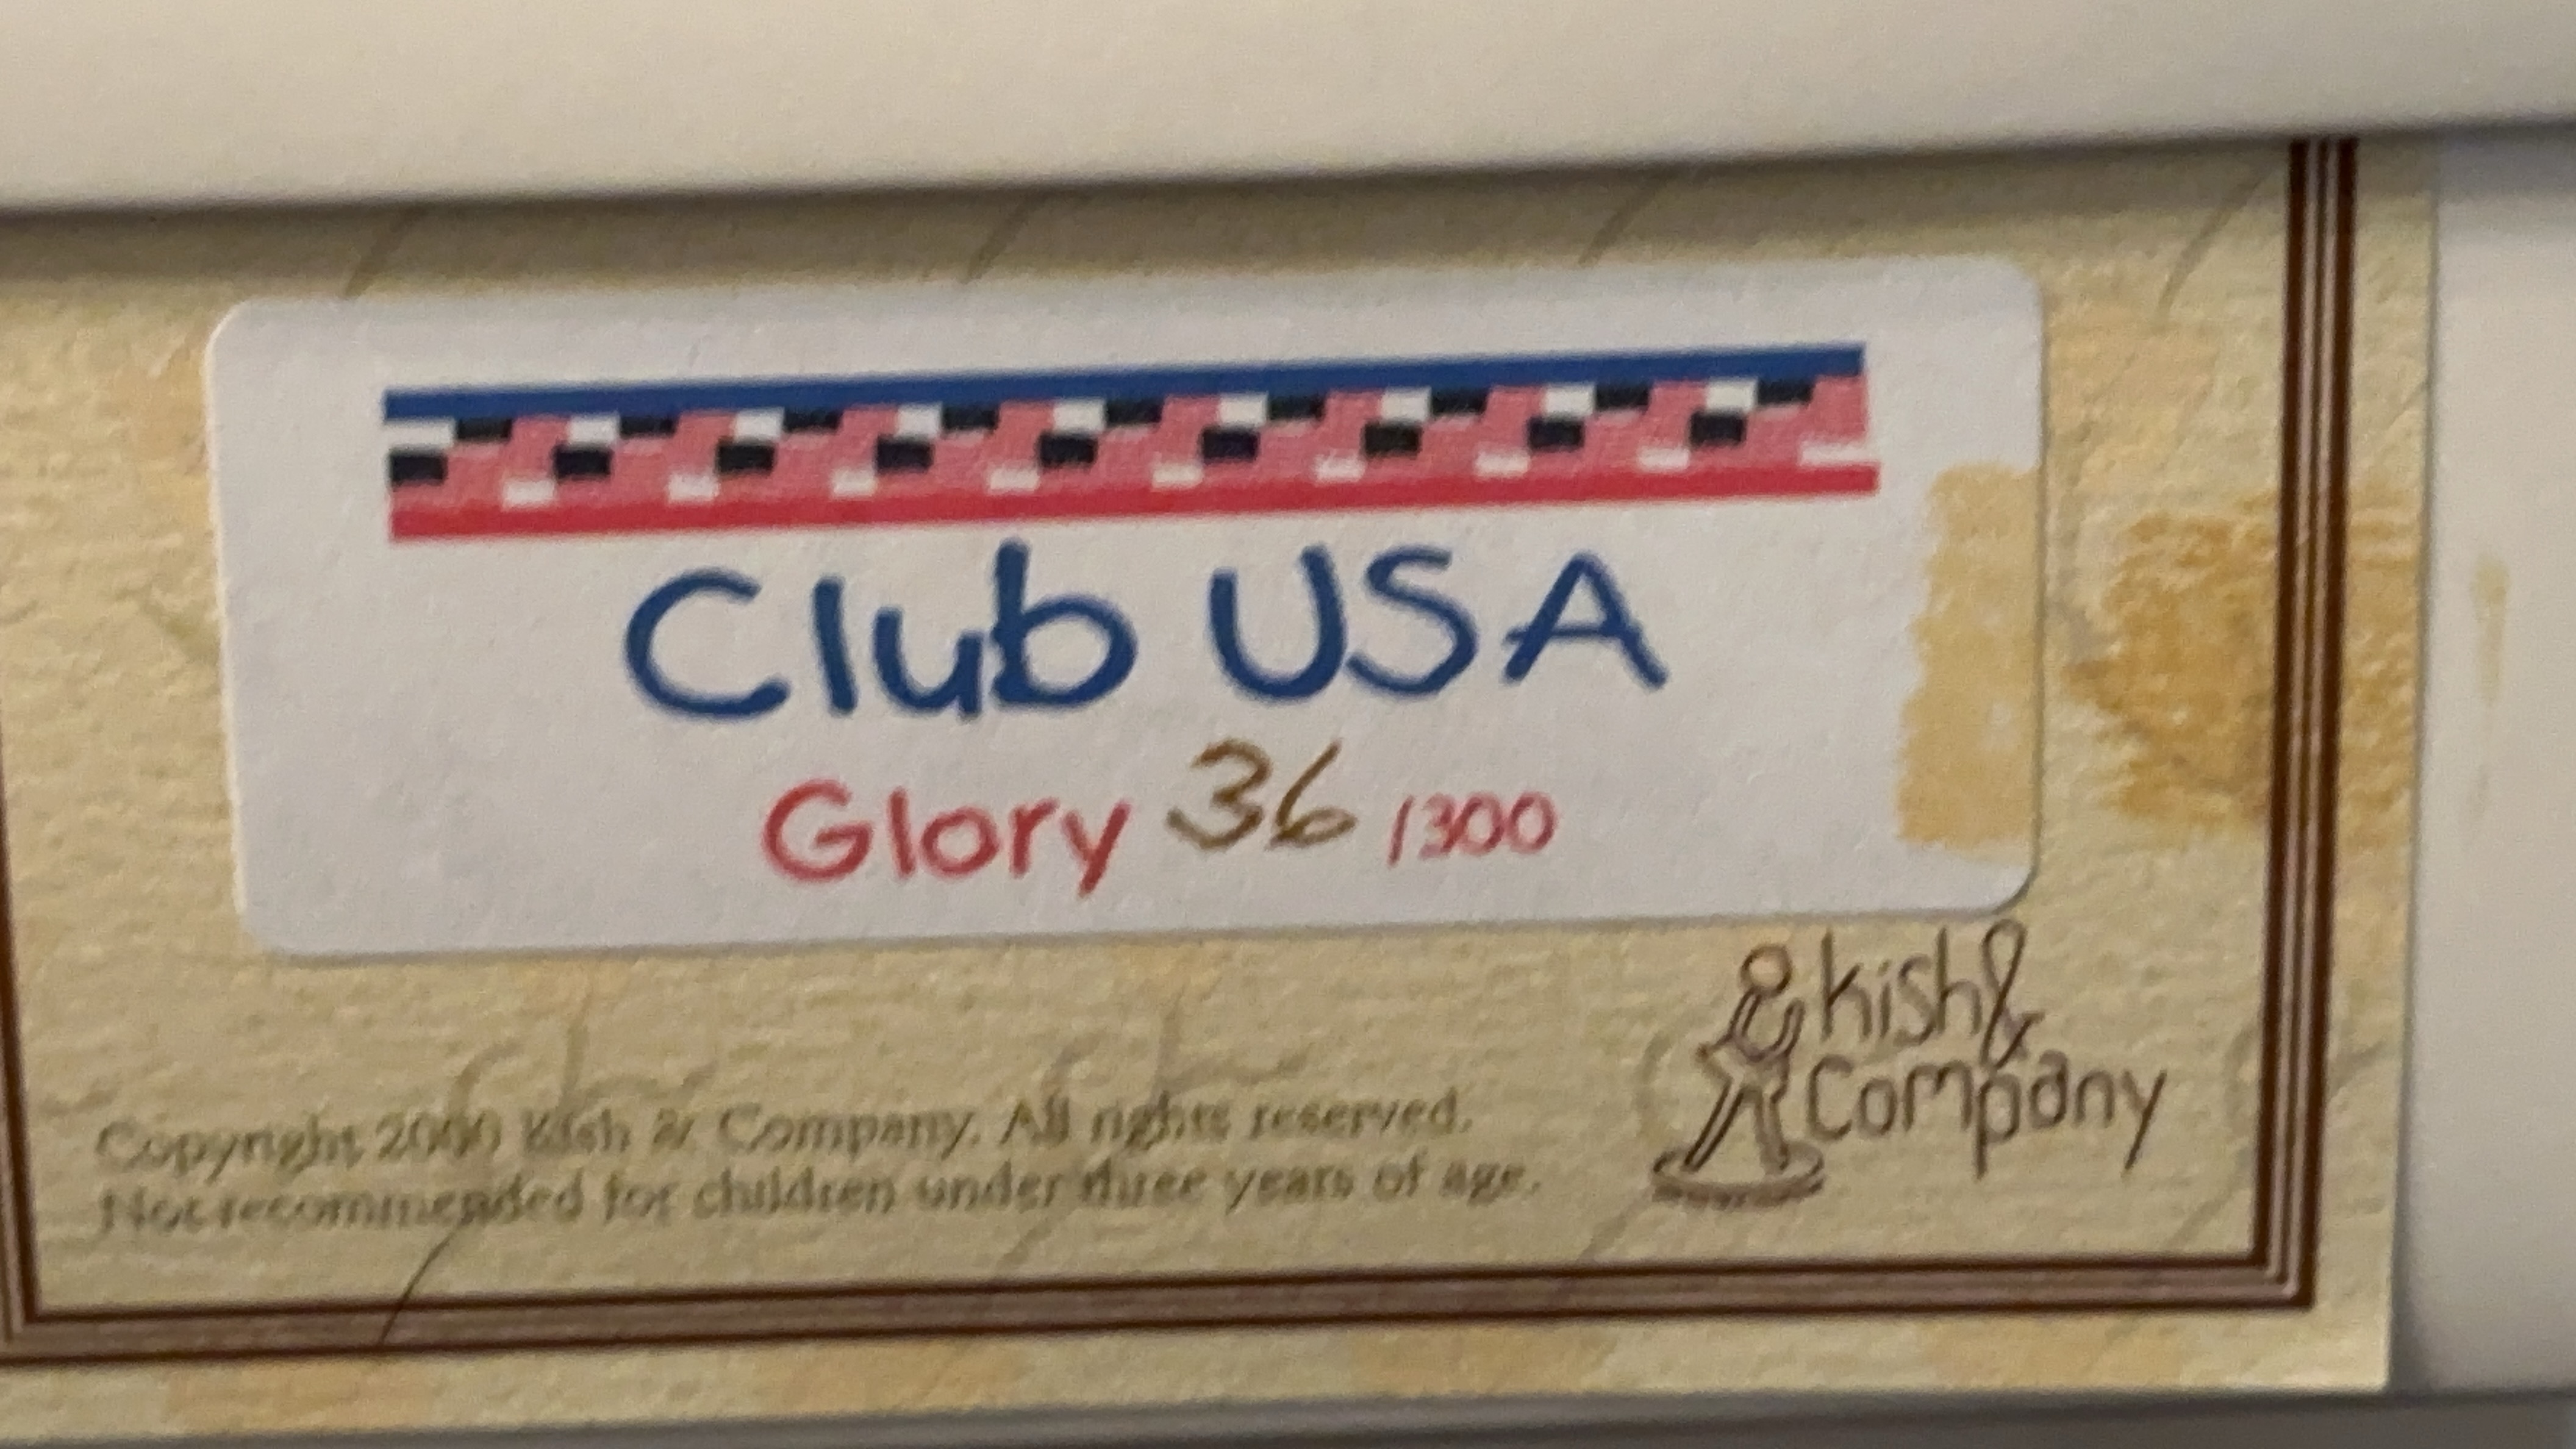 Club USA
Glory 36 /300
Kish &
Company
Copyright 2000 Kish & Company. All rights reserved.
Not recommended for children under three years of age.